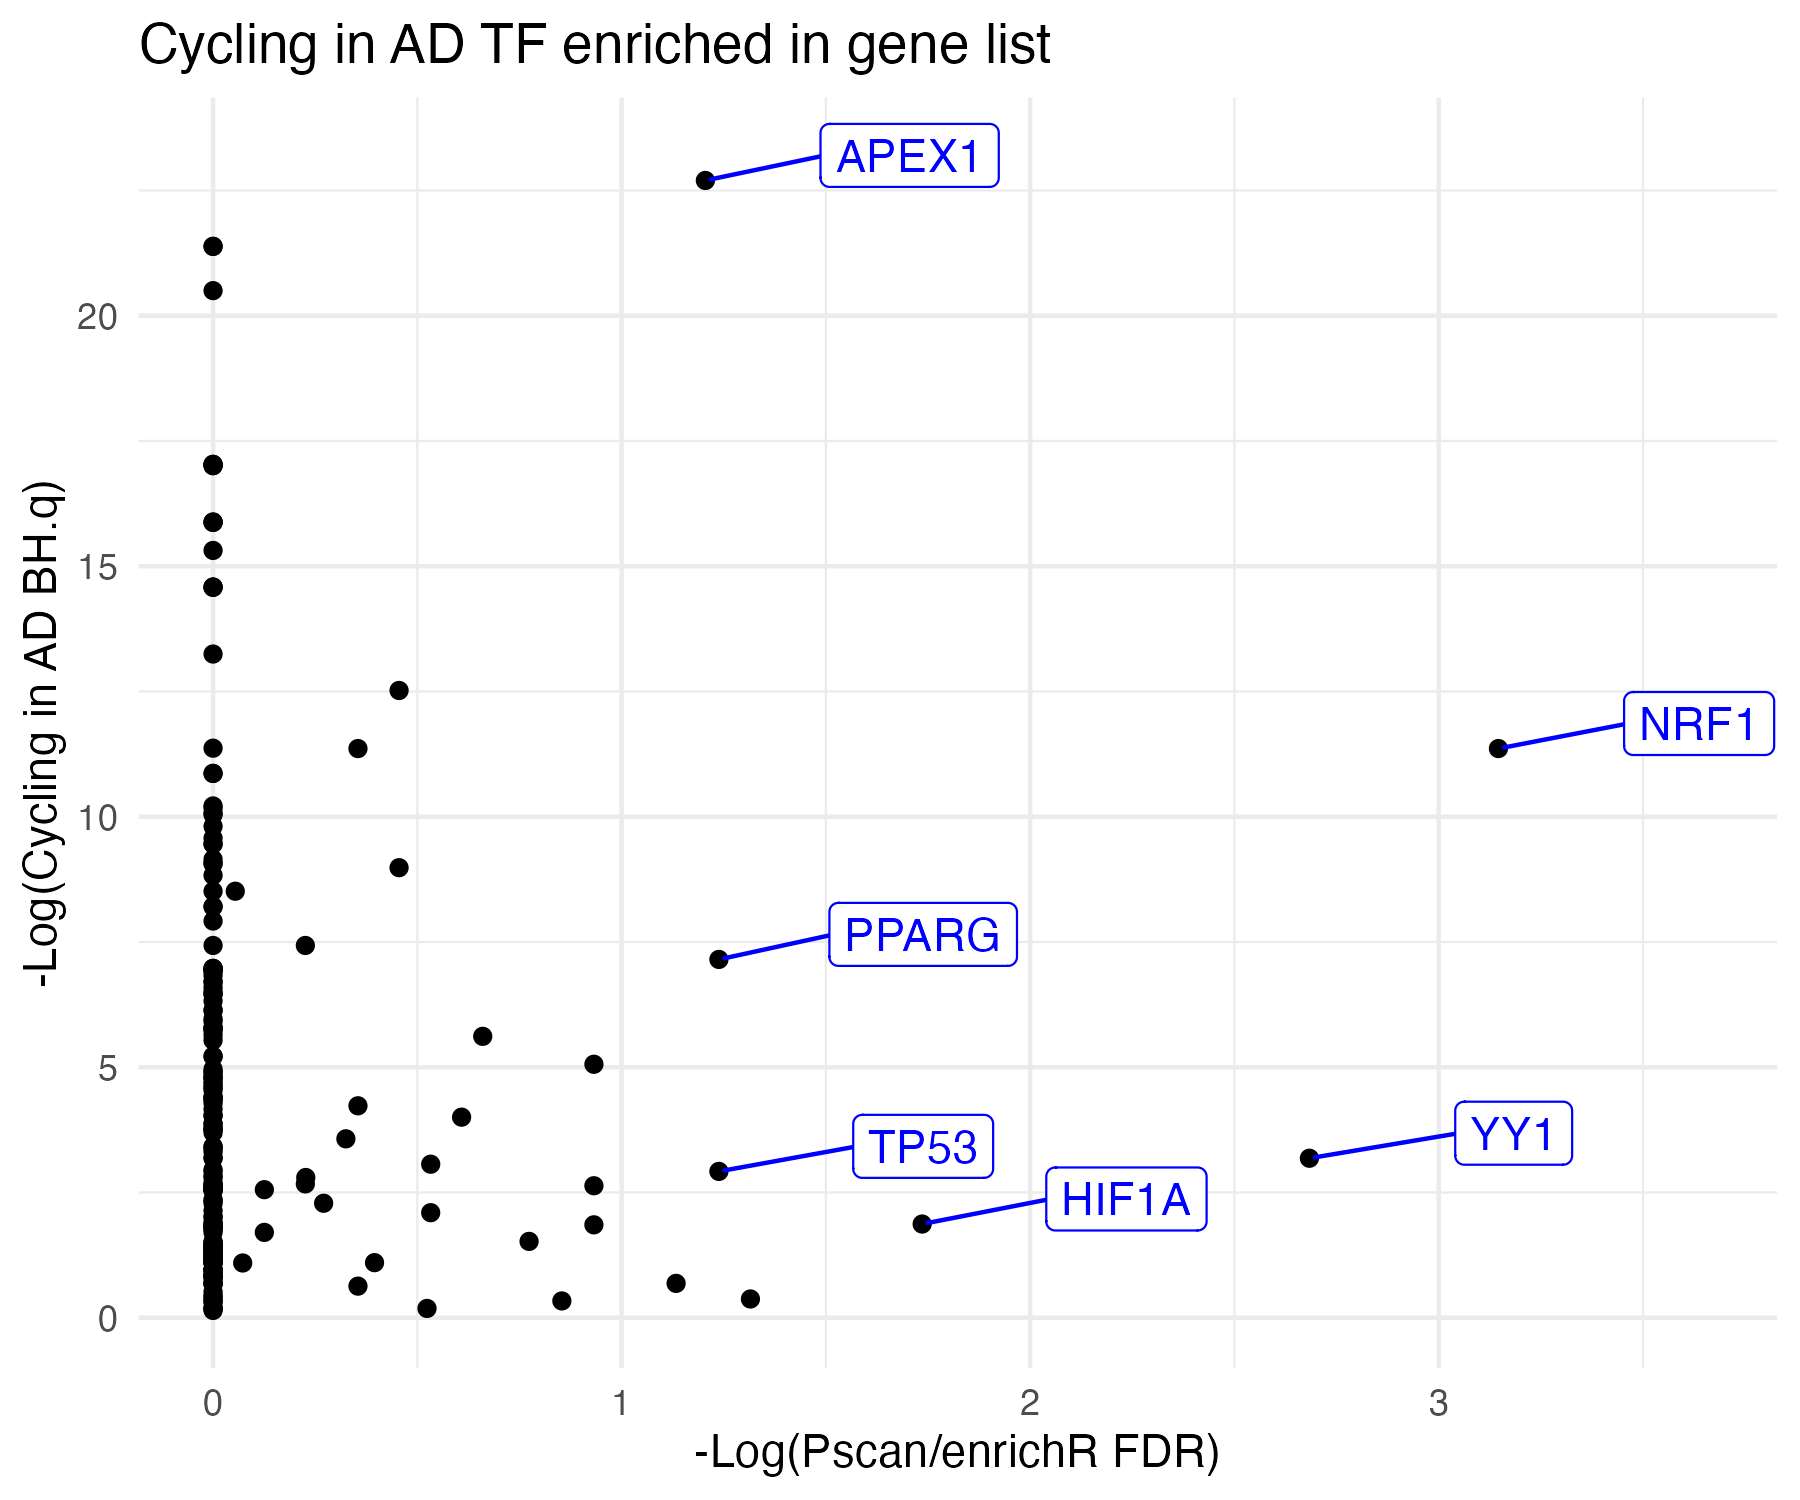 Cycling in AD TF enriched in gene list
-Log(Cycling in AD BH.q)
20
15
10
5
0
APEX1
NRF1
PPARG
TP53
YY1
HIF1A
0 1 2 3
-Log(Pscan/enrichR FDR)